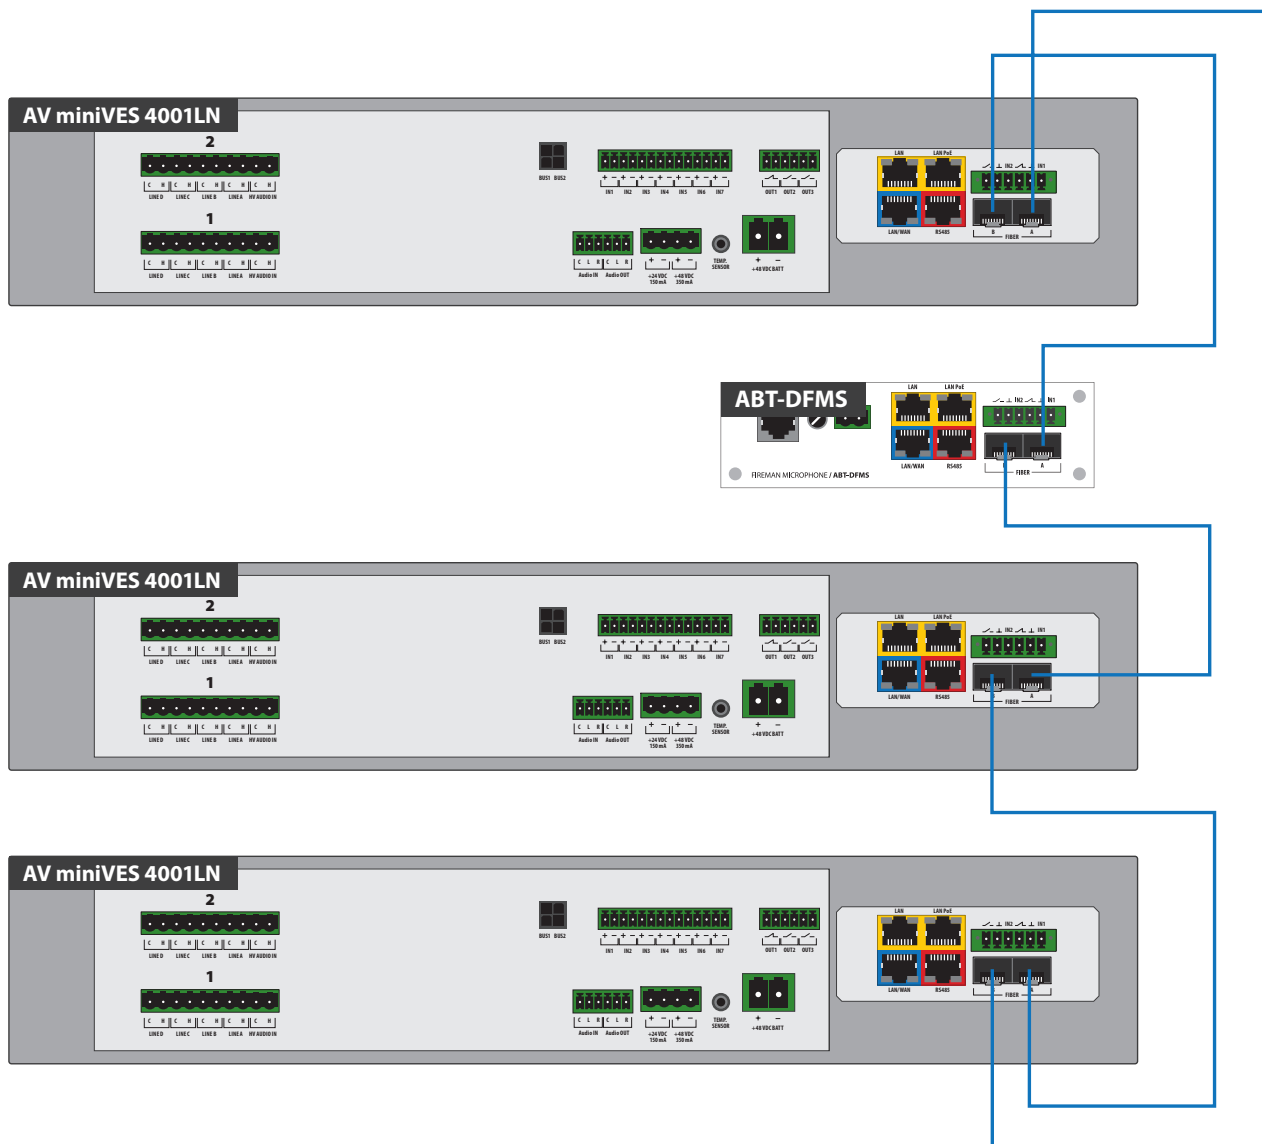 AV miniVES 4001LN
2
C H C H C H C H C H
LINE D LINE C LINE B LINE A HV AUDIO IN
1
C H C H C H C H C H
LINE D LINE C LINE B LINE A HV AUDIO IN
BUS1 BUS2
+ - + - + - + - + - + - + -
IN1 IN2 IN3 IN4 IN5 IN6 IN7
OUT1 OUT2 OUT3
C L R C L R
Audio IN Audio OUT
+ - + -
+24 VDC 150 mA
+48 VDC 350 mA
TEMP. SENSOR
+ -
+48 VDC BATT
LAN LAN PoE
IN2 IN1
LAN/WAN RS485
B A
FIBER
ABT-DFMS
LAN LAN PoE
IN2 IN1
LAN/WAN RS485
A
FIBER
FIREMAN MICROPHONE / ABT-DFMS
AV miniVES 4001LN
2
C H C H C H C H C H
LINE D LINE C LINE B LINE A HV AUDIO IN
1
C H C H C H C H C H
LINE D LINE C LINE B LINE A HV AUDIO IN
BUS1 BUS2
+ - + - + - + - + - + - + -
IN1 IN2 IN3 IN4 IN5 IN6 IN7
OUT1 OUT2 OUT3
C L R C L R
Audio IN Audio OUT
+ - + -
+24 VDC 150 mA
+48 VDC 350 mA
TEMP. SENSOR
+ -
+48 VDC BATT
LAN LAN PoE
IN2 IN1
LAN/WAN RS485
A
FIBER
AV miniVES 4001LN
2
C H C H C H C H C H
LINE D LINE C LINE B LINE A HV AUDIO IN
1
C H C H C H C H C H
LINE D LINE C LINE B LINE A HV AUDIO IN
BUS1 BUS2
+ - + - + - + - + - + - + -
IN1 IN2 IN3 IN4 IN5 IN6 IN7
OUT1 OUT2 OUT3
C L R C L R
Audio IN Audio OUT
+ - + -
+24 VDC 150 mA
+48 VDC 350 mA
TEMP. SENSOR
+ -
+48 VDC BATT
LAN LAN PoE
IN2 IN1
LAN/WAN RS485
A
FIBER